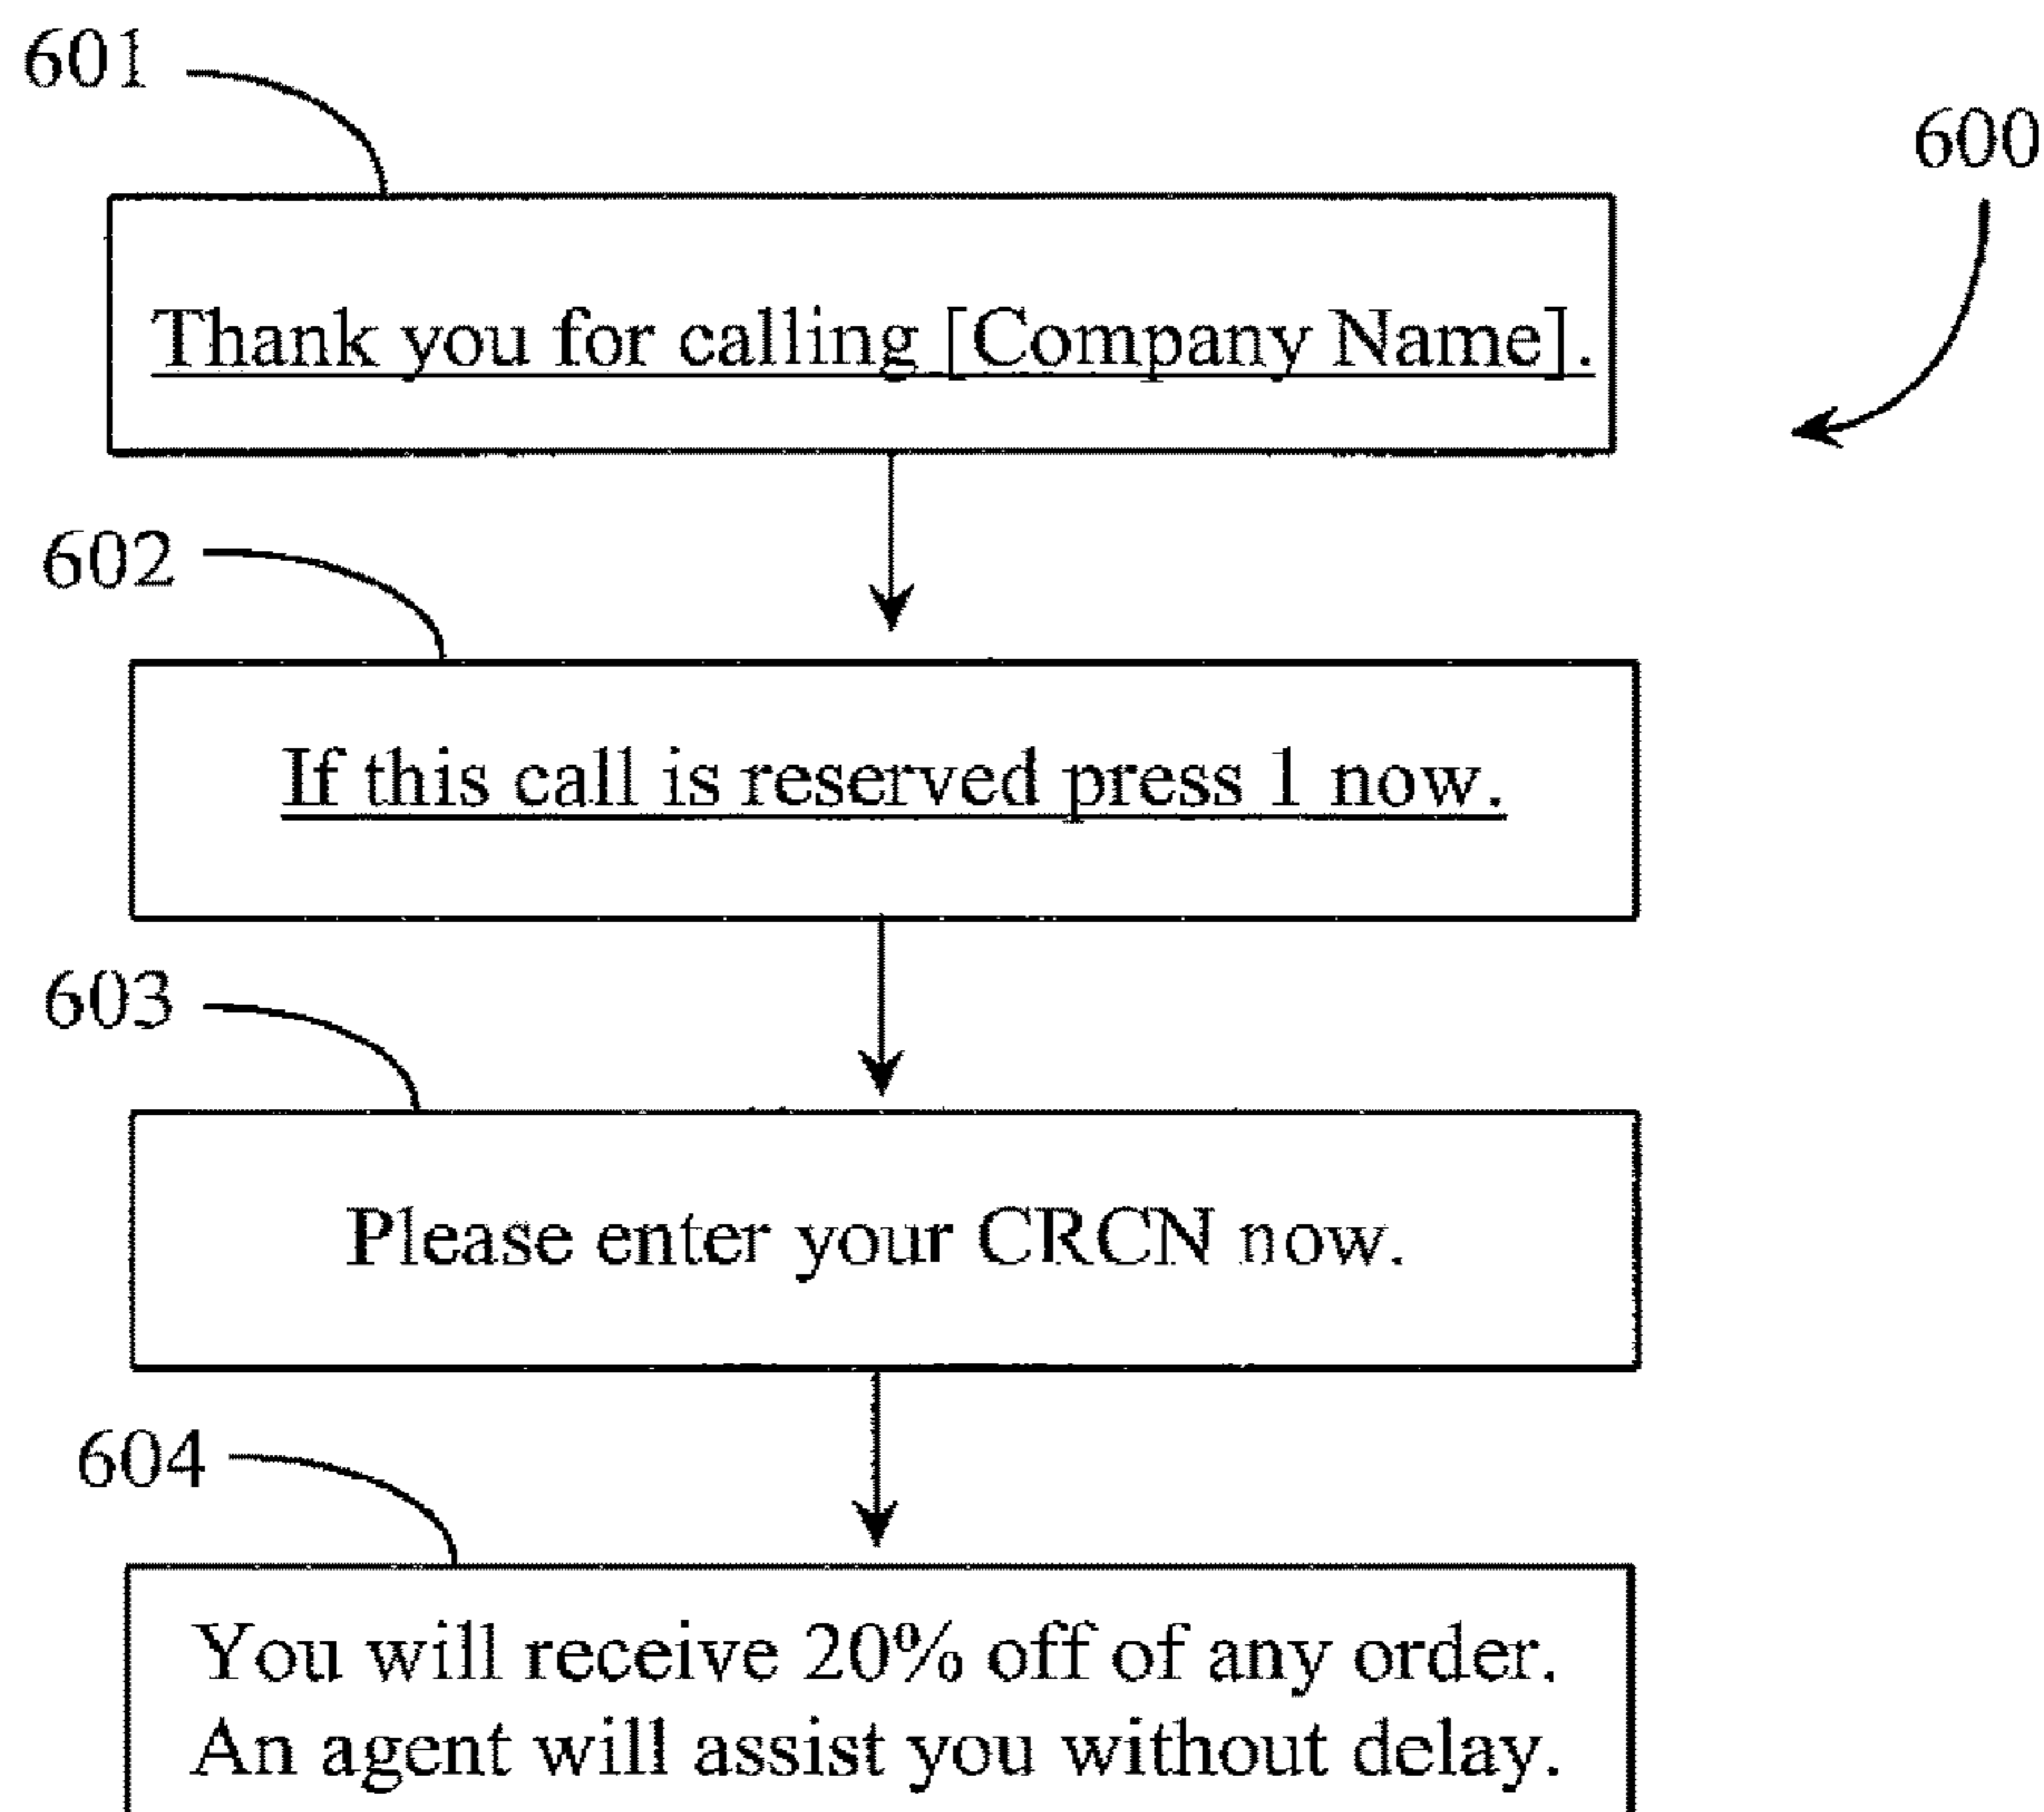 601
600
Thank you for calling [Company Name].
602
If this call is reserved press 1 now.
603
Please enter your CRCN now.
604
You will receive 20% off of any order.
An agent will assist you without delay.